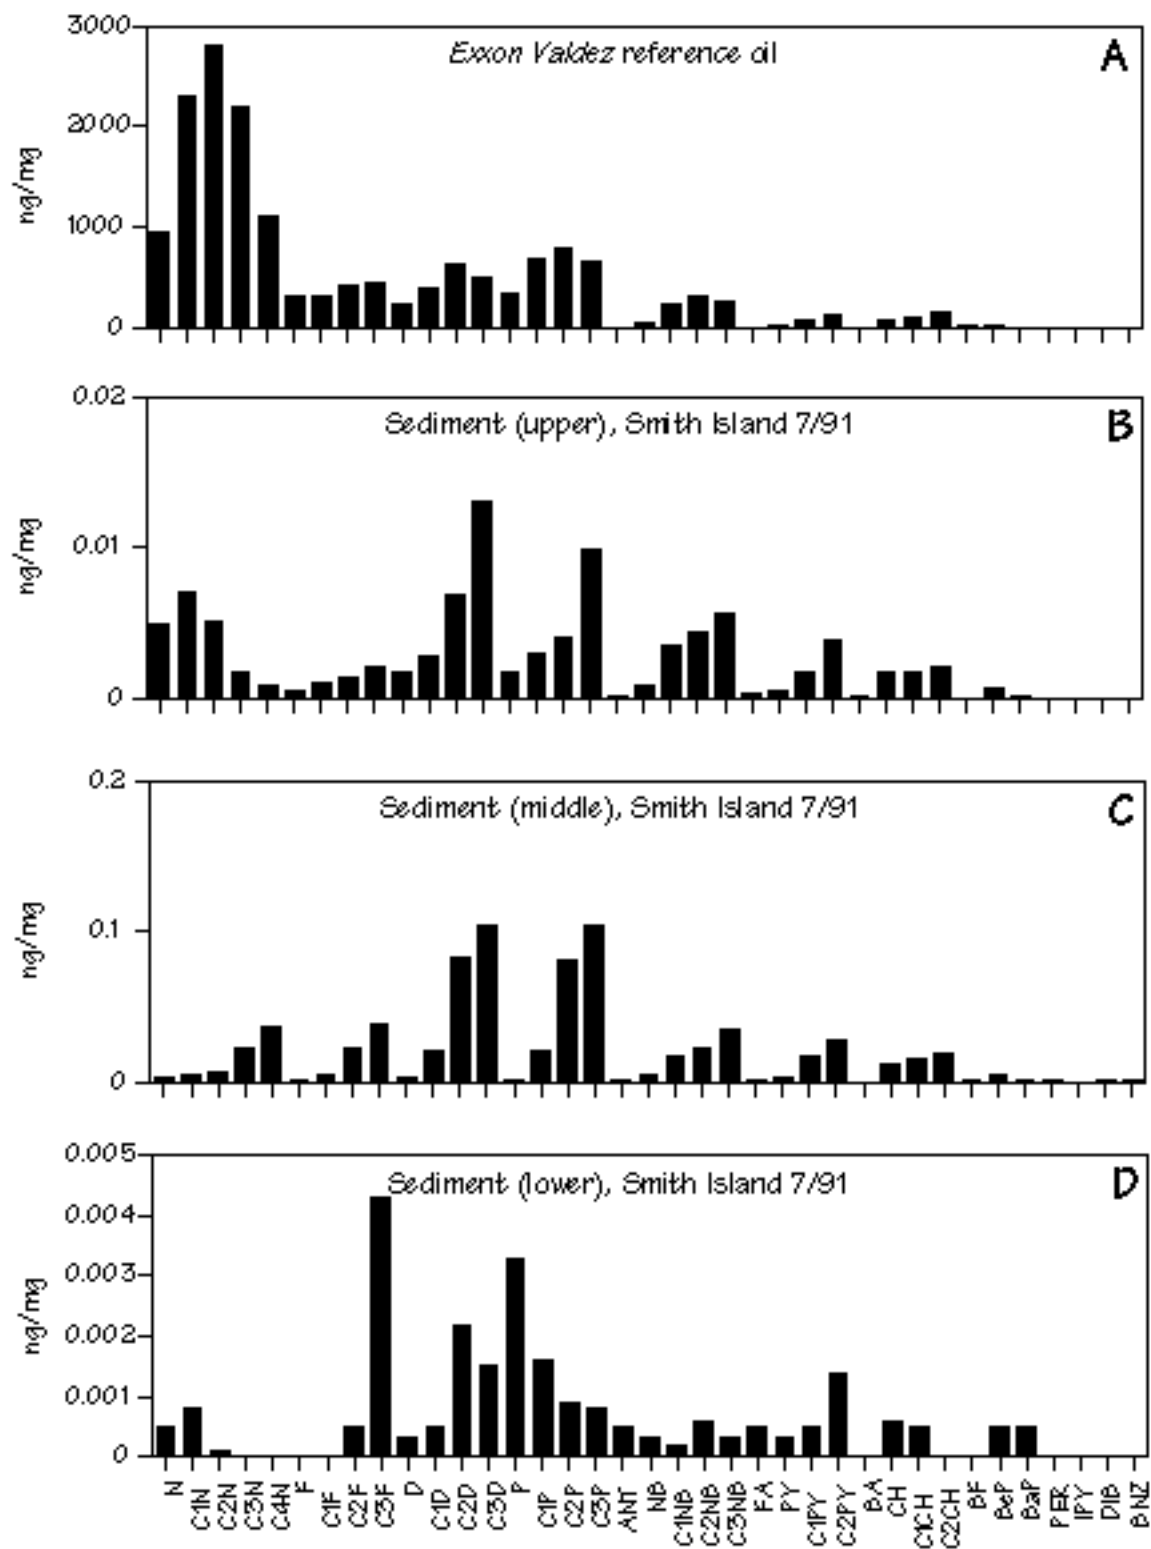 3000
Exxon Valdez reference oil
A
2000
ng/mg
1000
0
0.02
Sediment (upper), Smith Island 7/91
B
0.01
ng/mg
0
0.2
Sediment (middle), Smith Island 7/91
C
0.1
ng/mg
0
0.005
Sediment (lower), Smith Island 7/91
D
0.004
0.003
ng/mg
0.002
0.001
0
N C1N C2N C3N C4N F C1F C2F C3F D C1D C2D C3D P C1P C2P C3P ANT NB C1NB C2NB C3NB FA PY C1PY C2PY BA CH C1CH C2CH BF BeP BaP PER IPY DIB BNZ